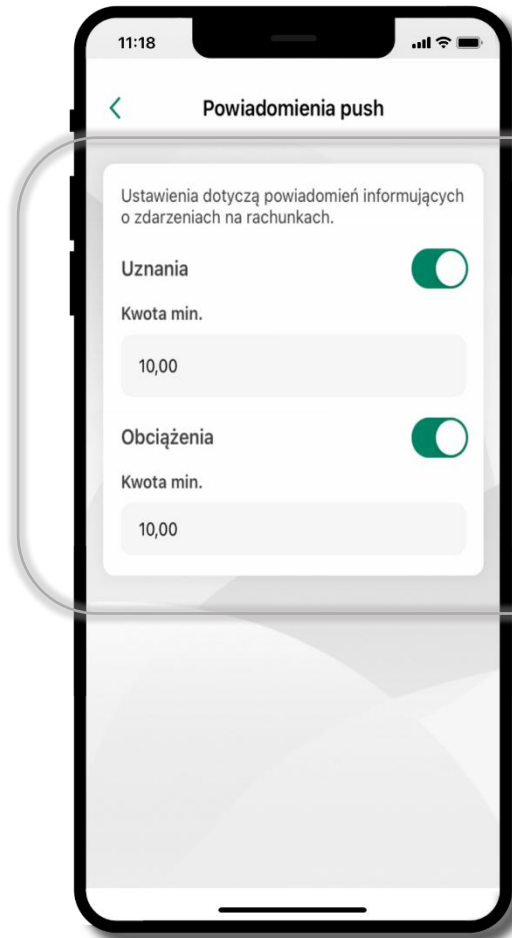 11:18
Powiadomienia push
Ustawienia dotyczą powiadomień informujących
o zdarzeniach na rachunkach.
Uznania
Kwota min.
10,00
Obciążenia
Kwota min.
10,00